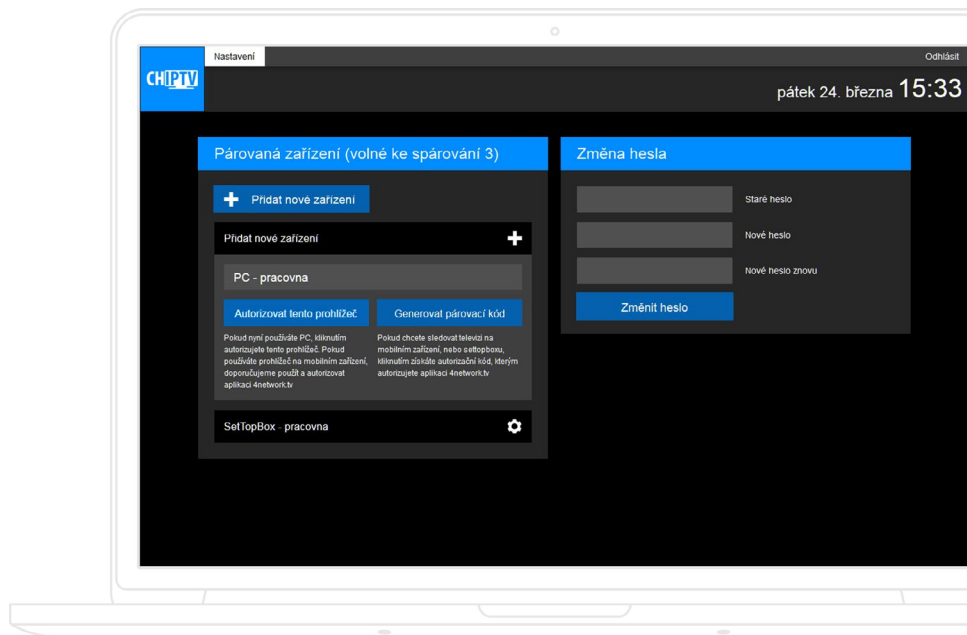 Nastavení
Odhlásit
CHIPTV
pátek 24. března 15:33
Párovaná zařízení (volné ke spárování 3)
Přidat nové zařízení
Přidat nové zařízení
PC - pracovna
Autorizovat tento prohlížeč
Pokud nyní používáte PC, kliknutím
autorizujete tento prohlížeč. Pokud
používáte prohlížeč na mobilním zařízení,
doporučujeme použít a autorizovat
aplikaci 4network.tv
Generovat párovací kód
Pokud chcete sledovat televizi na
mobilním zařízení, nebo settopboxu,
kliknutím získáte autorizační kód, kterým
autorizujete aplikaci 4network.tv
SetTopBox - pracovna
Změna hesla
Staré heslo
Nové heslo
Nové heslo znovu
Změnit heslo